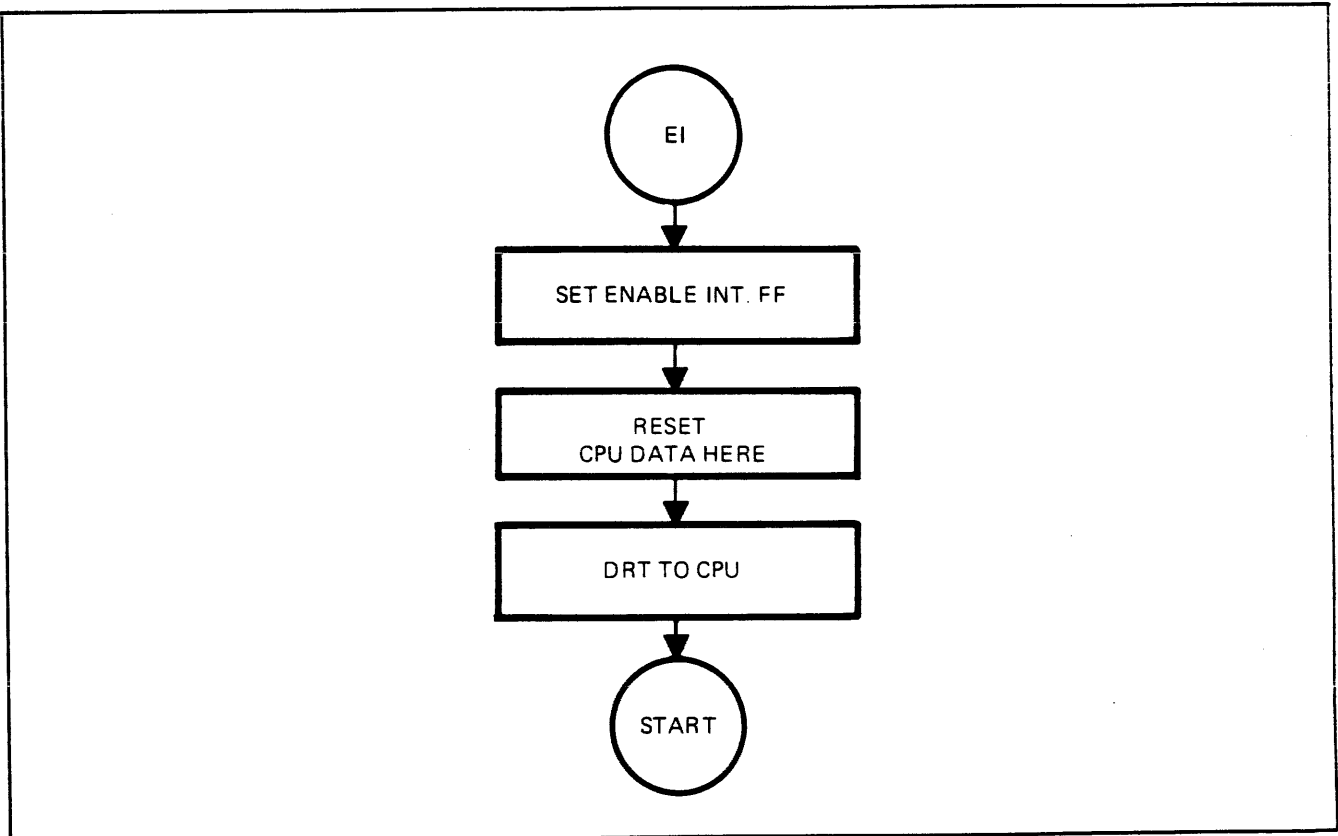 EI
SET ENABLE INT. FF
RESET
CPU DATA HERE
DRT TO CPU
START